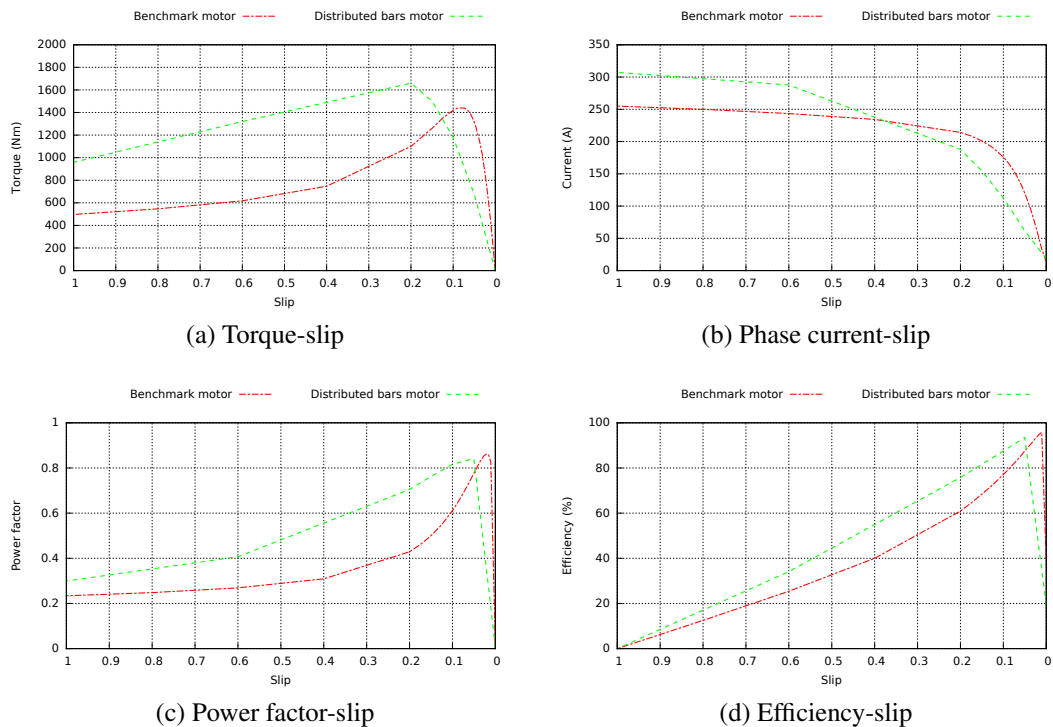 Benchmark motor Distributed bars motor
2000
1800
1600
1400
1200
1000
800
600
400
200
0
Torque (Nm)
1 0.9 0.8 0.7 0.6 0.5 0.4 0.3 0.2 0.1 0
Slip
(a) Torque-slip
Benchmark motor Distributed bars motor
350
300
250
200
150
100
50
0
Current (A)
1 0.9 0.8 0.7 0.6 0.5 0.4 0.3 0.2 0.1 0
Slip
(b) Phase current-slip
Benchmark motor Distributed bars motor
1
0.8
0.6
0.4
0.2
0
Power factor
1 0.9 0.8 0.7 0.6 0.5 0.4 0.3 0.2 0.1 0
Slip
(c) Power factor-slip
Benchmark motor Distributed bars motor
100
80
60
40
20
0
Efficiency (%)
1 0.9 0.8 0.7 0.6 0.5 0.4 0.3 0.2 0.1 0
Slip
(d) Efficiency-slip